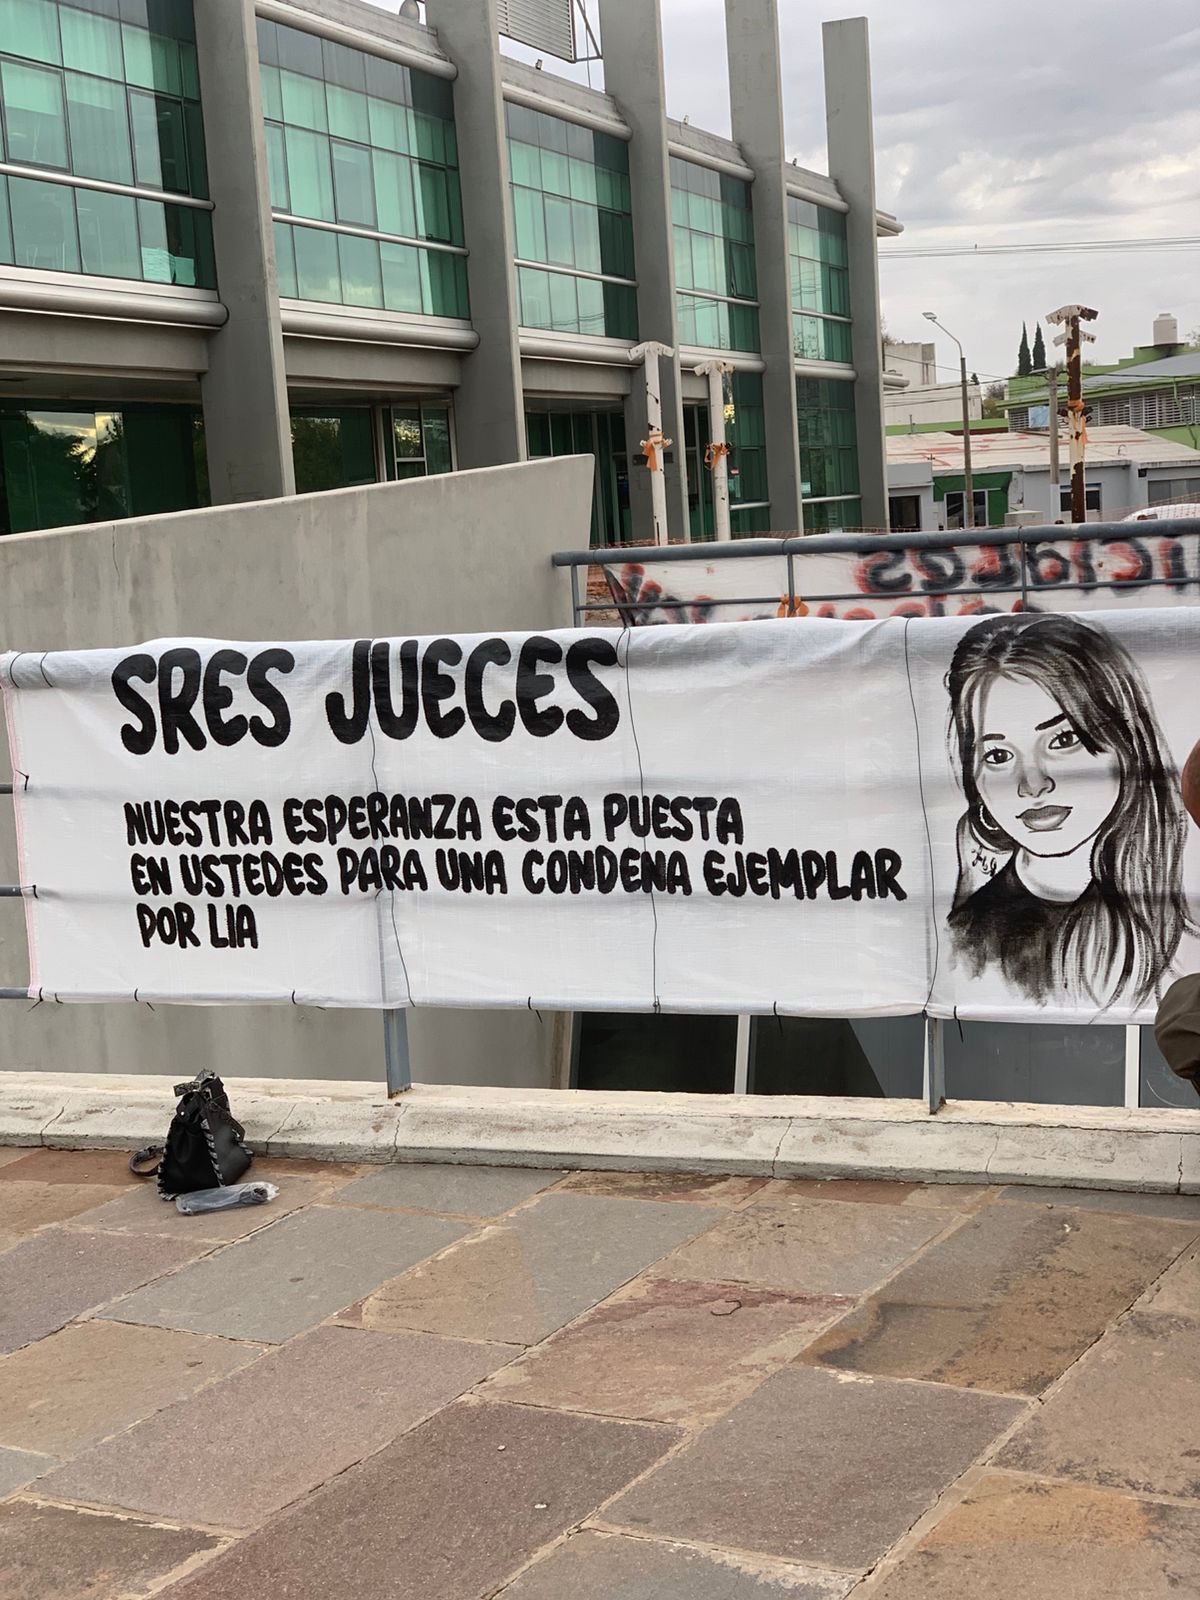 SRES JUECES
NUESTRA ESPERANZA ESTA PUESTA
EN USTEDES PARA UNA CONDENA EJEMPLAR
POR LIA